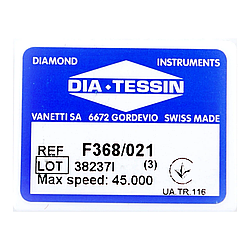 DIAMOND INSTRUMENTS
DIA·TESSIN
VANETTI SA 6672 GORDEVIO SWISS MADE
REF F368/021
LOT 38237I (3)
Max speed: 45.000
UA.TR.116